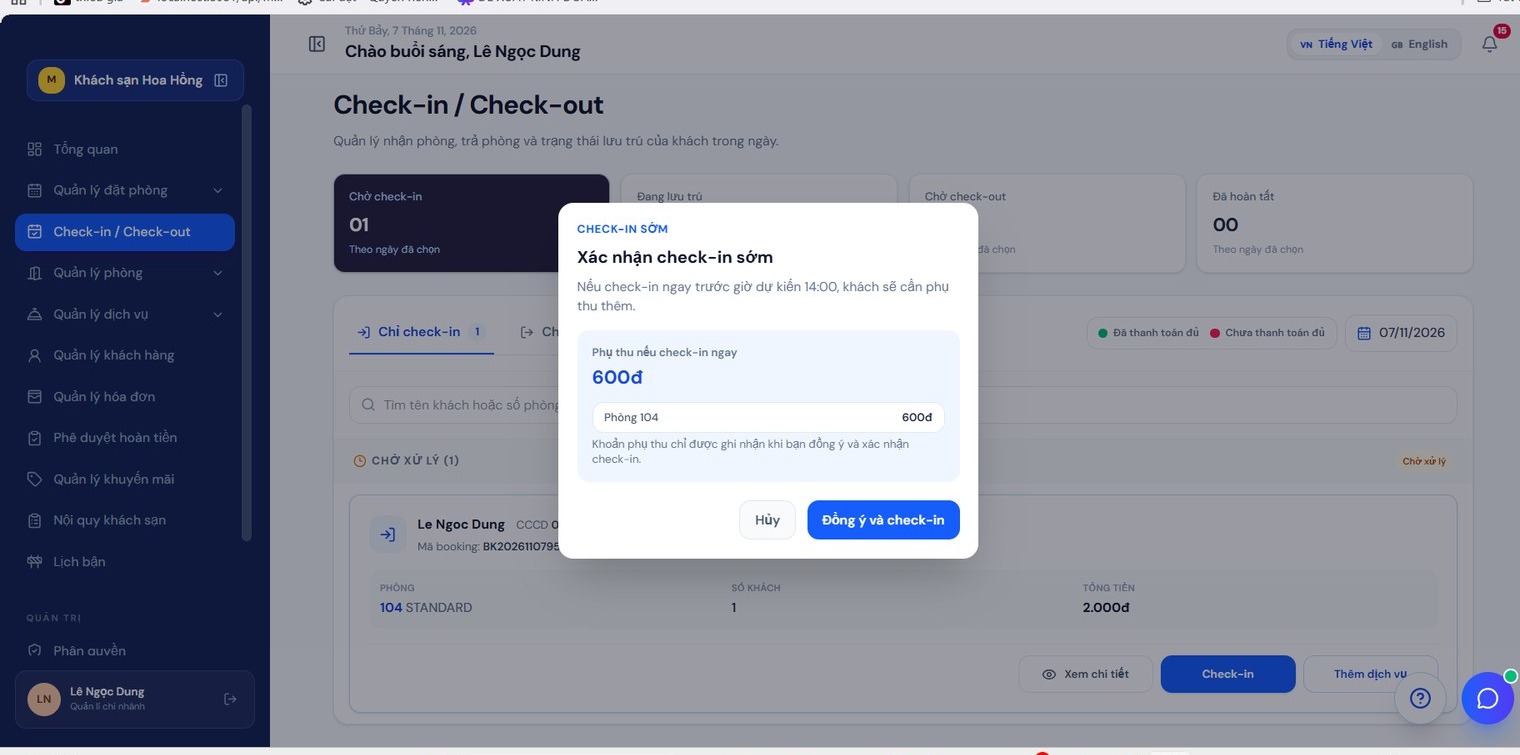 Thứ Bảy, 7 Tháng 11, 2026
Chào buổi sáng, Lê Ngọc Dung
VN Tiếng Việt GB English
15
M Khách sạn Hoa Hồng
Tổng quan
Quản lý đặt phòng
Check-in / Check-out
Quản lý phòng
Quản lý dịch vụ
Quản lý khách hàng
Quản lý hóa đơn
Phê duyệt hoàn tiền
Quản lý khuyến mãi
Nội quy khách sạn
Lịch bận
QUẢN TRỊ
Phân quyền
LN Lê Ngọc Dung
Quản lí chi nhánh
Check-in / Check-out
Quản lý nhận phòng, trả phòng và trạng thái lưu trú của khách trong ngày.
Chờ check-in
01
Theo ngày đã chọn
Đang lưu trú
Chờ check-out
đã chọn
Đã hoàn tất
00
Theo ngày đã chọn
Chỉ check-in 1
Ch
Đã thanh toán đủ Chưa thanh toán đủ
07/11/2026
Tìm tên khách hoặc số phòng
CHỜ XỬ LÝ (1)
Chờ xử lý
Le Ngoc Dung CCCD 0
Mã booking: BK2026110795
PHÒNG
104 STANDARD
SỐ KHÁCH
1
TỔNG TIỀN
2.000đ
Xem chi tiết
Check-in
Thêm dịch vụ
CHECK-IN SỚM
Xác nhận check-in sớm
Nếu check-in ngay trước giờ dự kiến 14:00, khách sẽ cần phụ
thu thêm.
Phụ thu nếu check-in ngay
600đ
Phòng 104 600đ
Khoản phụ thu chỉ được ghi nhận khi bạn đồng ý và xác nhận
check-in.
Hủy
Đồng ý và check-in